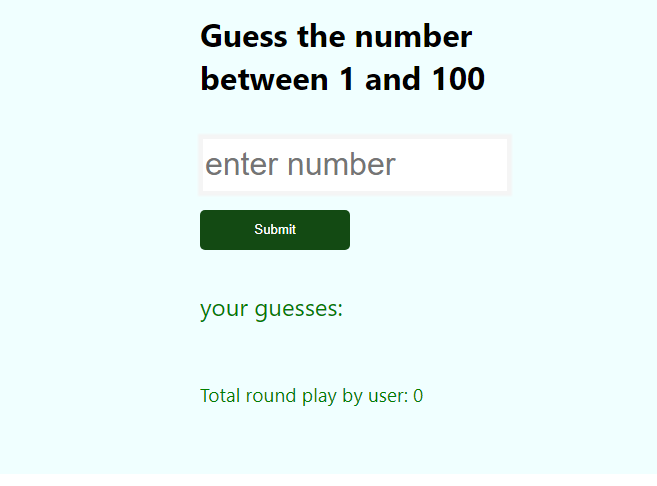 Guess the number
between 1 and 100
enter number
Submit
your guesses:
Total round play by user: 0